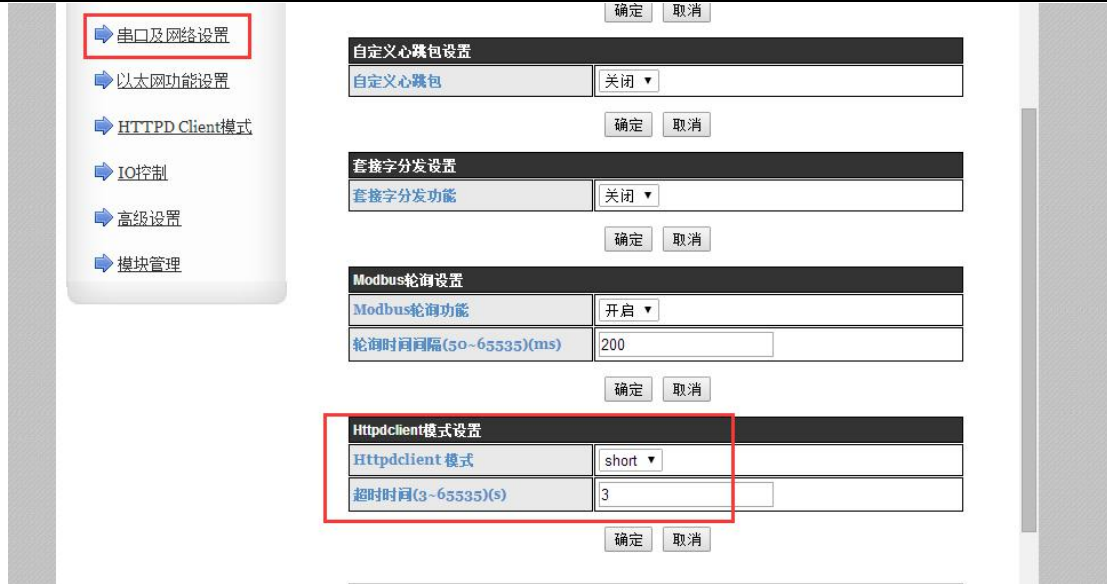 串口及网络设置
以太网功能设置
HTTPD Client模式
IO控制
高级设置
模块管理
确定 取消
自定义心跳包设置
自定义心跳包 关闭
确定 取消
套接字分发设置
套接字分发功能 关闭
确定 取消
Modbus轮询设置
Modbus轮询功能 开启
轮询时间间隔(50~65535)(ms) 200
确定 取消
Httpdclient模式设置
Httpdclient 模式 short
超时时间(3~65535)(s) 3
确定 取消